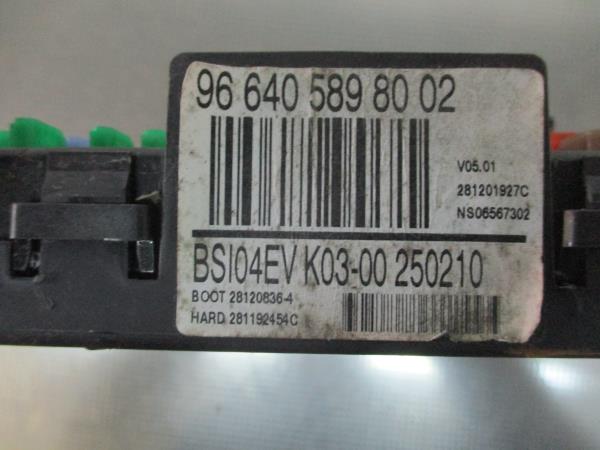 96 640 589 80 02
V05.01
281201927C
NS06567302
BSI04EV K03-00 250210
BOOT 28120836-4
HARD 281192454C